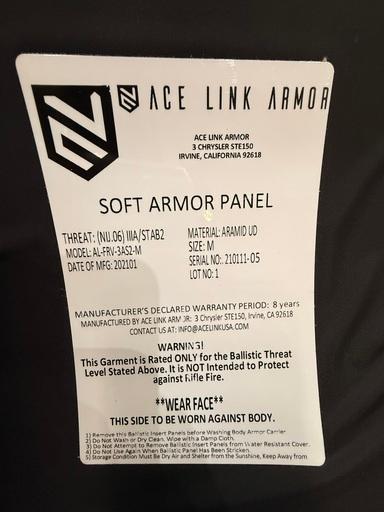 ACE LINK ARMOR
ACE LINK ARMOR
3 CHRYSLER STE150
IRVINE, CALIFORNIA 92618
SOFT ARMOR PANEL
THREAT: (NIJ.06) IIIA/STAB2
MODEL: AL-FRV-3AS2-M
DATE OF MFG: 202101
MATERIAL: ARAMID UD
SIZE: M
SERIAL NO: 210111-05
LOT NO: 1
MANUFACTURER'S DECLARED WARRANTY PERIOD: 8 years
MANUFACTURED BY ACE LINK ARMOR: 3 Chrysler STE150, Irvine, CA 92618
CONTACT US AT: INFO@ACELINKUSA.COM
WARNING!
This Garment is Rated ONLY for the Ballistic Threat
Level Stated Above. It is NOT Intended to Protect
against Rifle Fire.
**WEAR FACE**
THIS SIDE TO BE WORN AGAINST BODY.
1) Remove this Ballistic Insert Panels before Washing Body Armor Carrier
2) Do Not Wash or Dry Clean. Wipe with a Damp Cloth.
3) Do Not Attempt to Remove Ballistic Insert Panels from Water Resistant Cover.
4) Do Not Use Again When Ballistic Panel Has Been Stricken.
5) Storage Condition Must Be Dry Air and Shelter from the Sunshine, Keep Away from